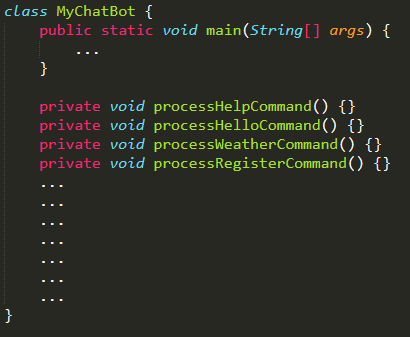 class MyChatBot {
    public static void main(String[] args) {
        ...
    }

    private void processHelpCommand() {}
    private void processHelloCommand() {}
    private void processWeatherCommand() {}
    private void processRegisterCommand() {}
    ...
    ...
    ...
    ...
    ...
    ...
    ...
}